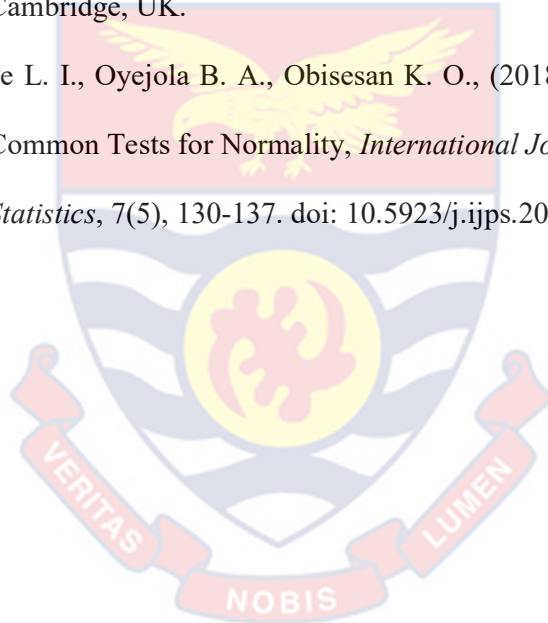 Cambridge, UK.
e L. I., Oyejola B. A., Obisesan K. O., (2018
Common Tests for Normality, International Jo
Statistics, 7(5), 130-137. doi: 10.5923/j.ijps.20
VERITAS
NOBIS
LUMEN